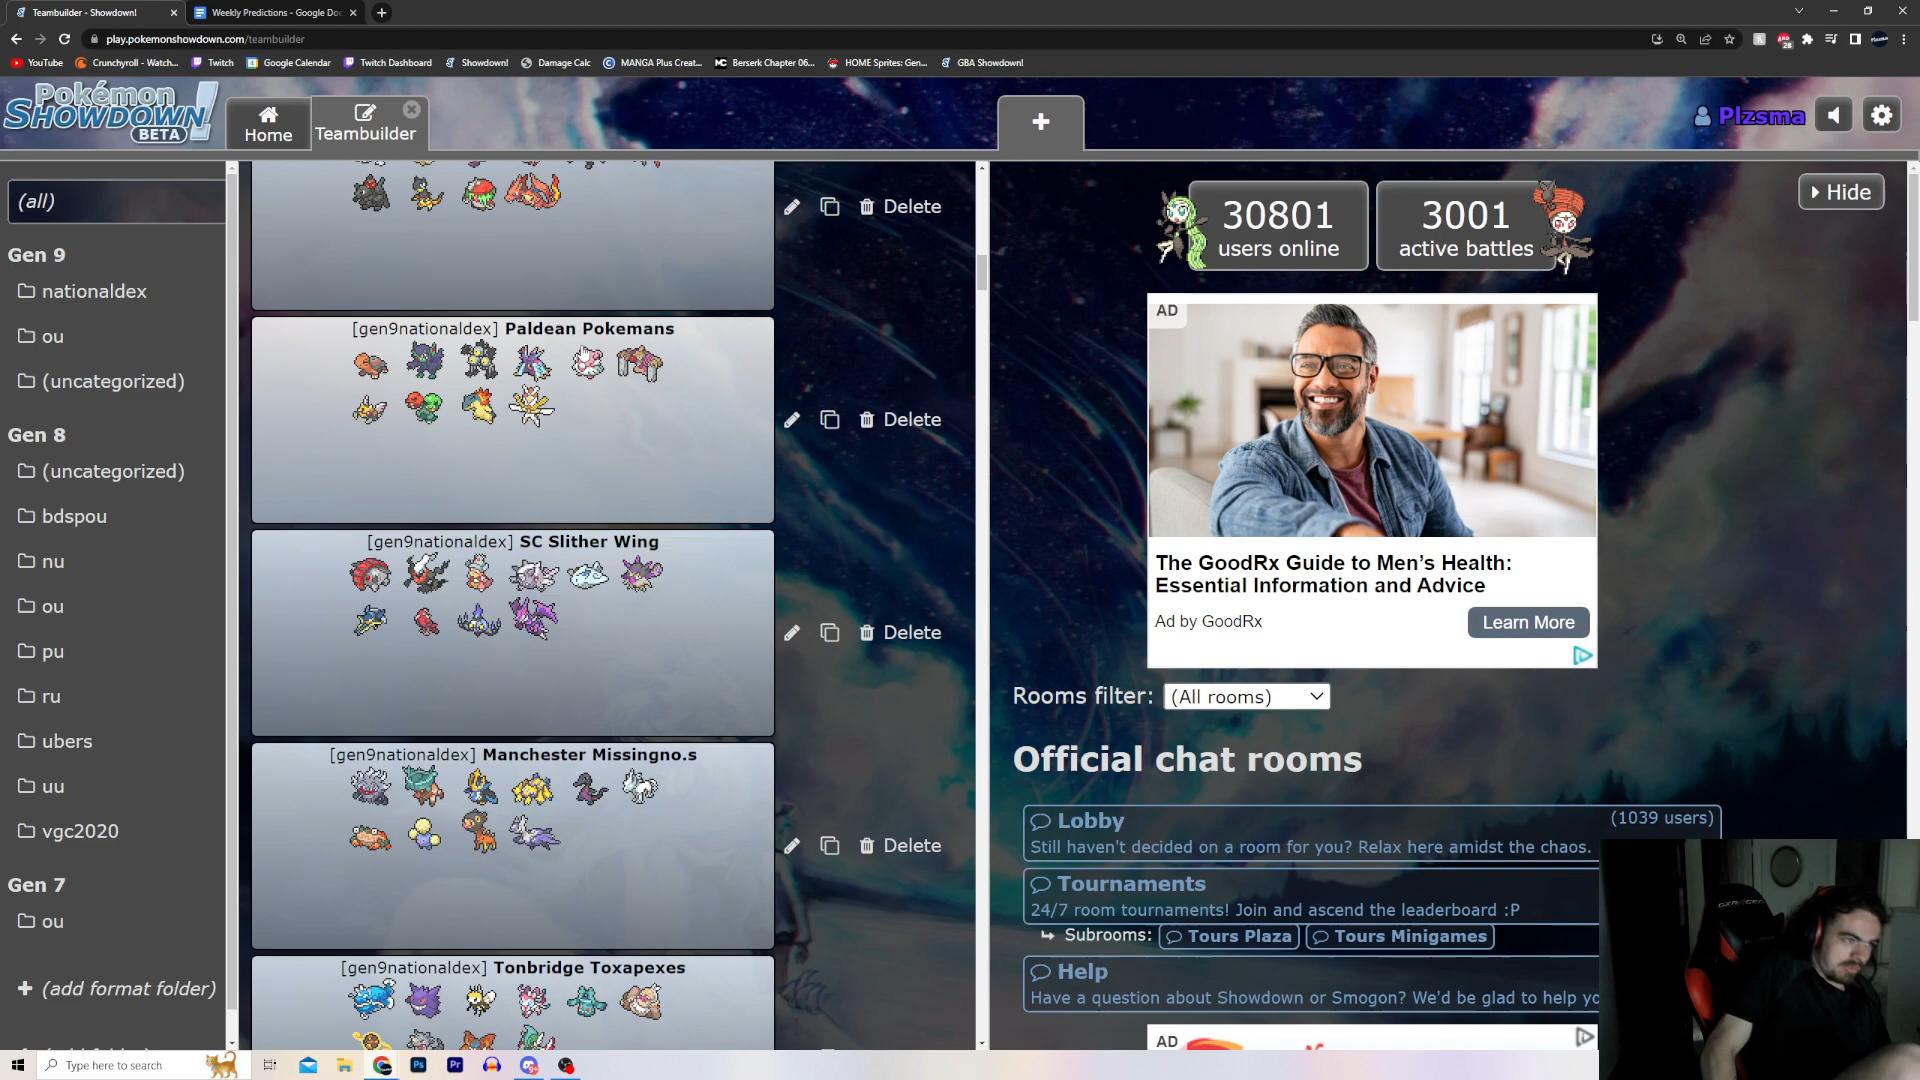 Teambuilder - Showdown!
Weekly Predictions - Google Doc
play.pokemonshowdown.com/teambuilder
28
YouTube
Crunchyroll - Watch...
Twitch
Google Calendar
Twitch Dashboard
Showdown!
Damage Calc
MANGA Plus Creat...
Berserk Chapter 06...
HOME Sprites: Gen...
GBA Showdown!
Pokémon
SHOWDOWN!
BETA
Home
Teambuilder
Plzsma
(all)
Gen 9
nationaldex
ou
(uncategorized)
Gen 8
(uncategorized)
bdspou
nu
ou
pu
ru
ubers
uu
vgc2020
Gen 7
ou
(add format folder)
Delete
[gen9nationaldex] Paldean Pokemans
Delete
[gen9nationaldex] SC Slither Wing
Delete
[gen9nationaldex] Manchester Missingno.s
Delete
[gen9nationaldex] Tonbridge Toxapexes
30801
users online
3001
active battles
Hide
AD
The GoodRx Guide to Men's Health:
Essential Information and Advice
Ad by GoodRx
Learn More
Rooms filter: (All rooms)
Official chat rooms
Lobby
(1039 users)
Still haven't decided on a room for you? Relax here amidst the chaos.
Tournaments
24/7 room tournaments! Join and ascend the leaderboard :P
Subrooms: Tours Plaza Tours Minigames
Help
Have a question about Showdown or Smogon? We'd be glad to help yo
AD
Type here to search
Ps
Pr